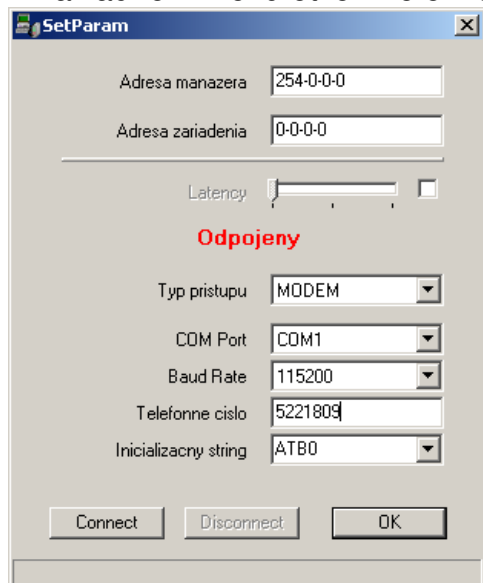 SetParam
Adresa manazera 254-0-0-0
Adresa zariadenia 0-0-0-0
Latency
Odpojeny
Typ pristupu MODEM
COM Port COM1
Baud Rate 115200
Telefonne cislo 5221809
Inicializacny string ATB0
Connect Disconnect OK